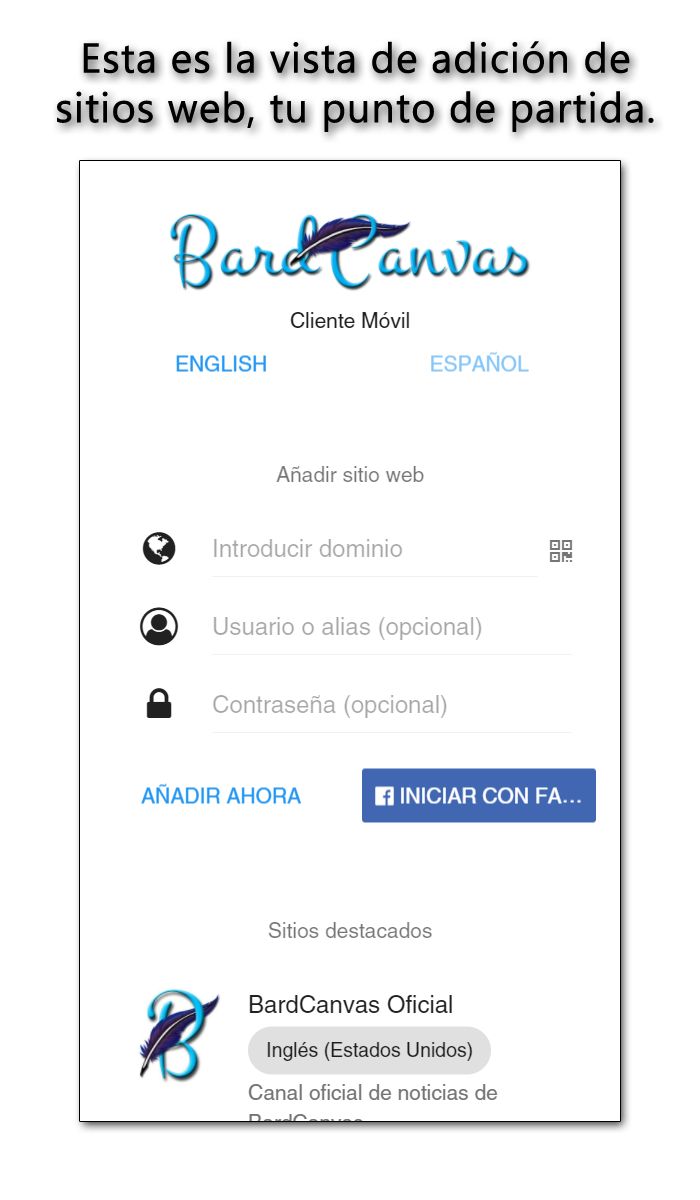 Esta es la vista de adición de
sitios web, tu punto de partida.
BardCanvas
Cliente Móvil
ENGLISH ESPAÑOL
Añadir sitio web
Introducir dominio
Usuario o alias (opcional)
Contraseña (opcional)
AÑADIR AHORA INICIAR CON FA...
Sitios destacados
B
BardCanvas Oficial
Inglés (Estados Unidos)
Canal oficial de noticias de
BardCanvas